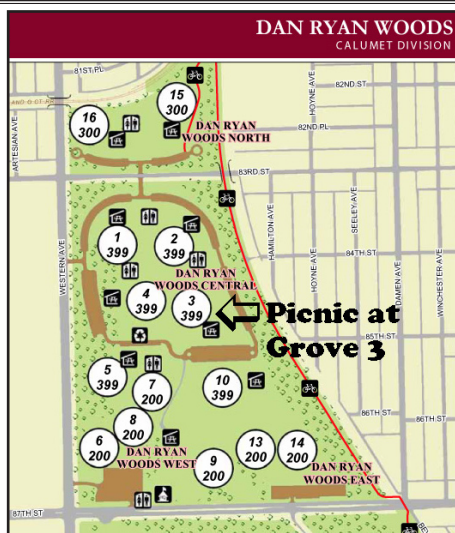 DAN RYAN WOODS
CALUMET DIVISION
81ST PL
82ND ST
HOYNE AVE
15
300
16
300
ARTESIAN AVE
DAN RYAN
WOODS NORTH
82ND PL
83RD ST
WESTERN AVE
HAMILTON AVE
HOYNE AVE
SEELEY AVE
DAMEN AVE
WINCHESTER AVE
1
399
2
399
84TH ST
DAN RYAN
WOODS CENTRAL
4
399
3
399
Picnic at
Grove 3
85TH ST
5
399
7
200
10
399
86TH ST
86TH ST
8
200
6
200
DAN RYAN
WOODS WEST
9
200
13
200
14
200
DAN RYAN
WOODS EAST
87TH ST